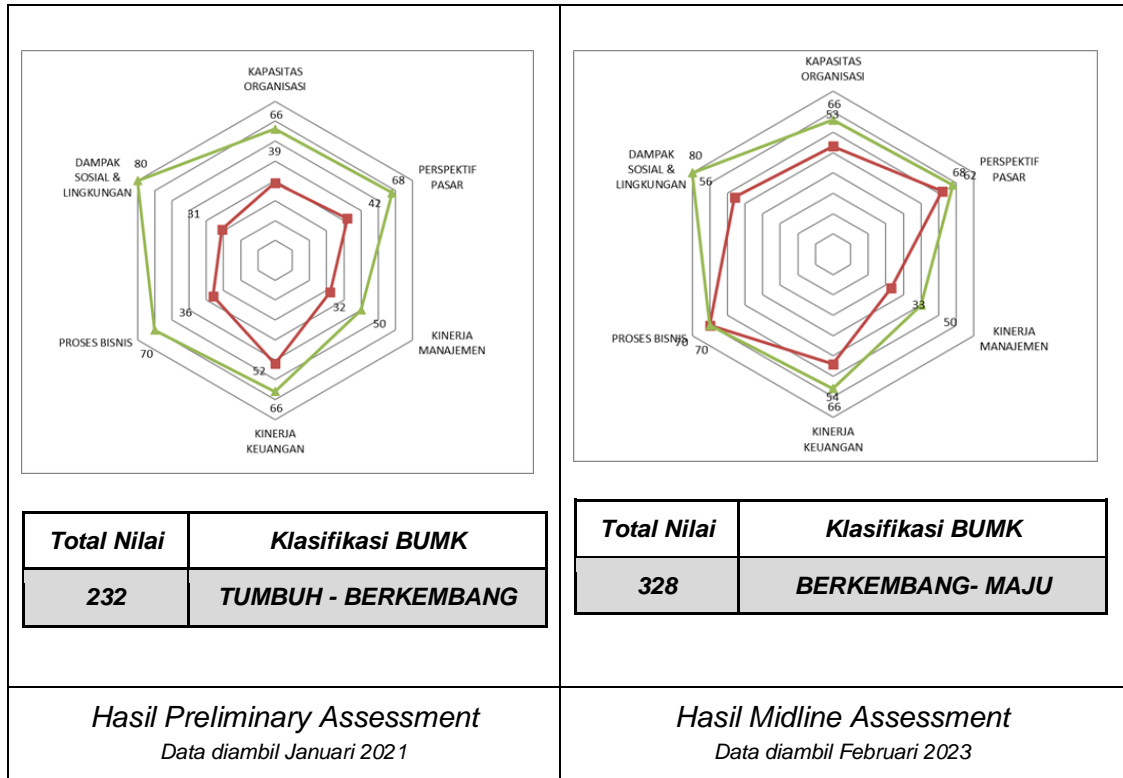 KAPASITAS
ORGANISASI
66
39
DAMPAK
SOSIAL &
LINGKUNGAN
80
31
PERSPEKTIF
PASAR
68
42
PROSES BISNIS
70
36
32
50
KINERJA
MANAJEMEN
52
66
KINERJA
KEUANGAN
Total Nilai Klasifikasi BUMK
232 TUMBUH - BERKEMBANG
Hasil Preliminary Assessment
Data diambil Januari 2021
KAPASITAS
ORGANISASI
66
53
DAMPAK
SOSIAL &
LINGKUNGAN
80
56
PERSPEKTIF
PASAR
68
62
PROSES BISNIS
70
70
33
50
KINERJA
MANAJEMEN
54
66
KINERJA
KEUANGAN
Total Nilai Klasifikasi BUMK
328 BERKEMBANG- MAJU
Hasil Midline Assessment
Data diambil Februari 2023